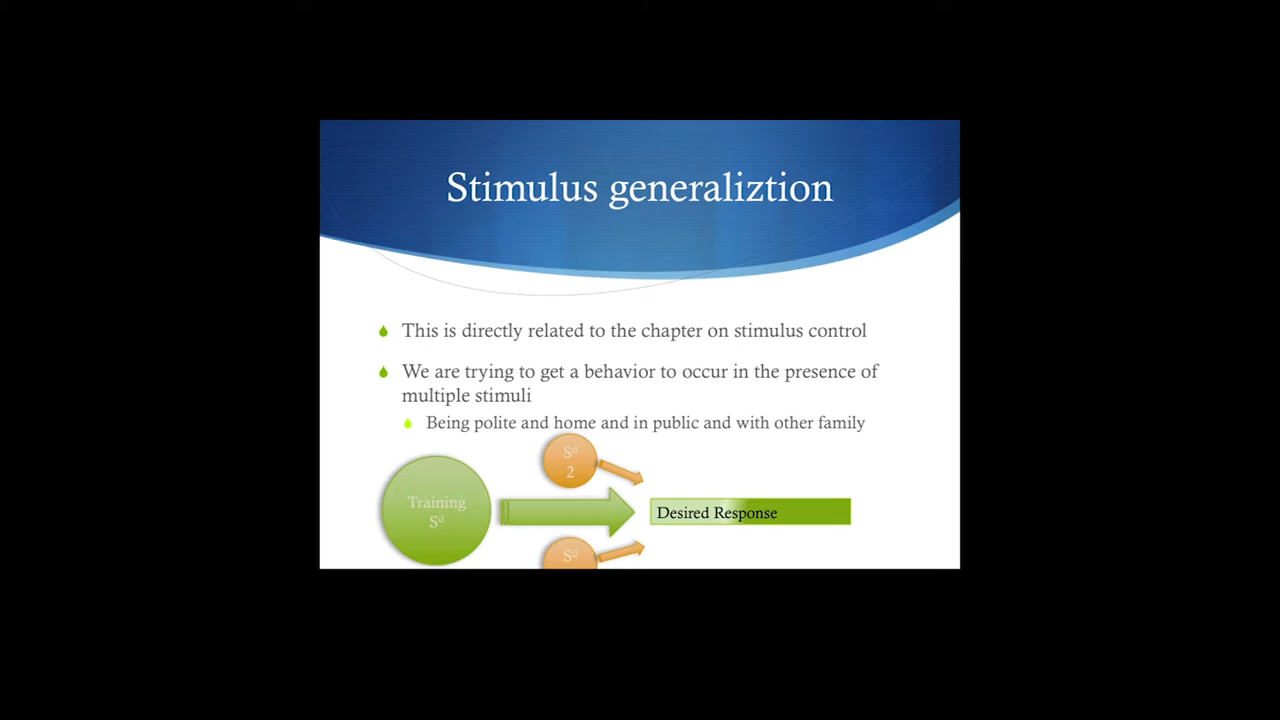 Stimulus generaliztion
This is directly related to the chapter on stimulus control
We are trying to get a behavior to occur in the presence of
multiple stimuli
Being polite and home and in public and with other family
Sd
2
Training
Sd
Desired Response
Sd